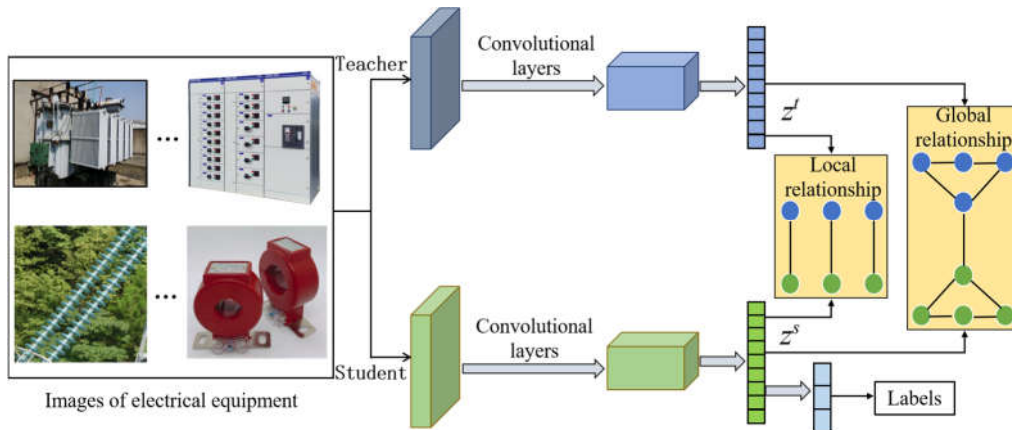 Teacher
Convolutional
layers
z^t
Global
relationship
Local
relationship
...
...
Convolutional
layers
z^s
Student
Labels
Images of electrical equipment